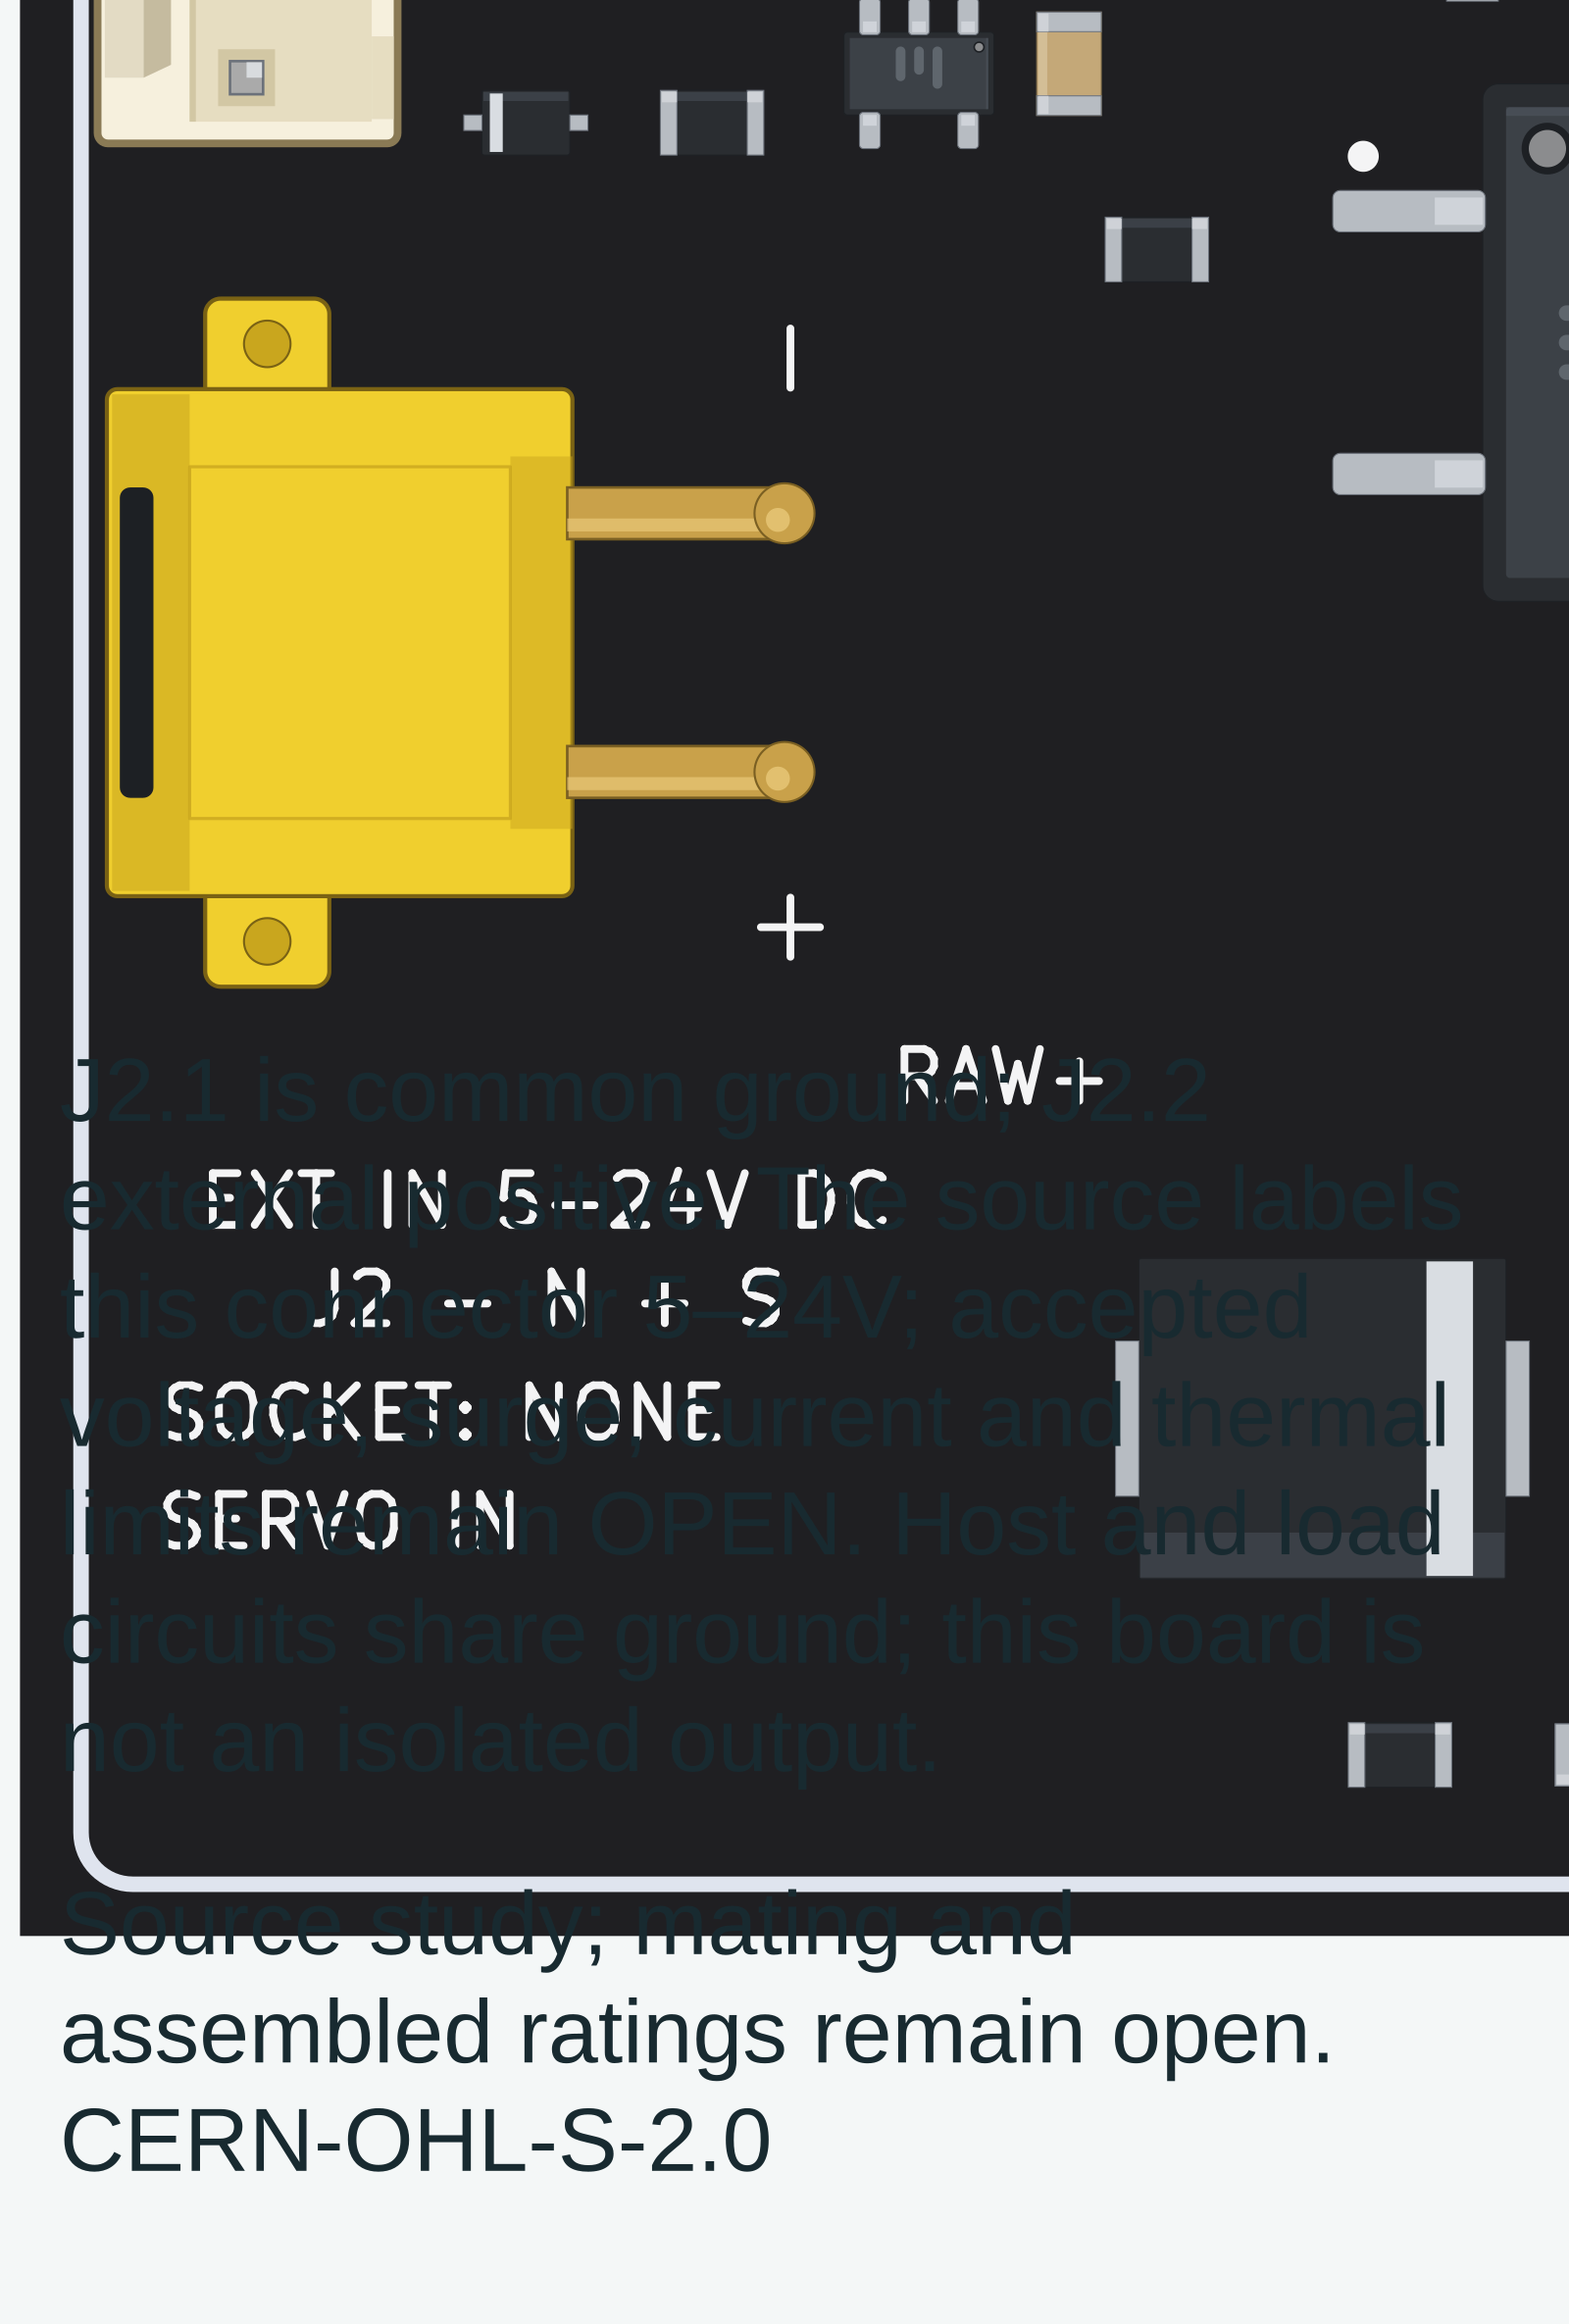 RAW+
J2.1 is common ground, J2.2
EXT IN 5-24V DC
external positive. The source labels
J2 - N + S
this connector 5–24V; accepted
SOCKET: NONE
voltage, surge, current and thermal
SERVO IN
limits remain OPEN. Host and load
circuits share ground; this board is
not an isolated output.
Source study; mating and
assembled ratings remain open.
CERN-OHL-S-2.0